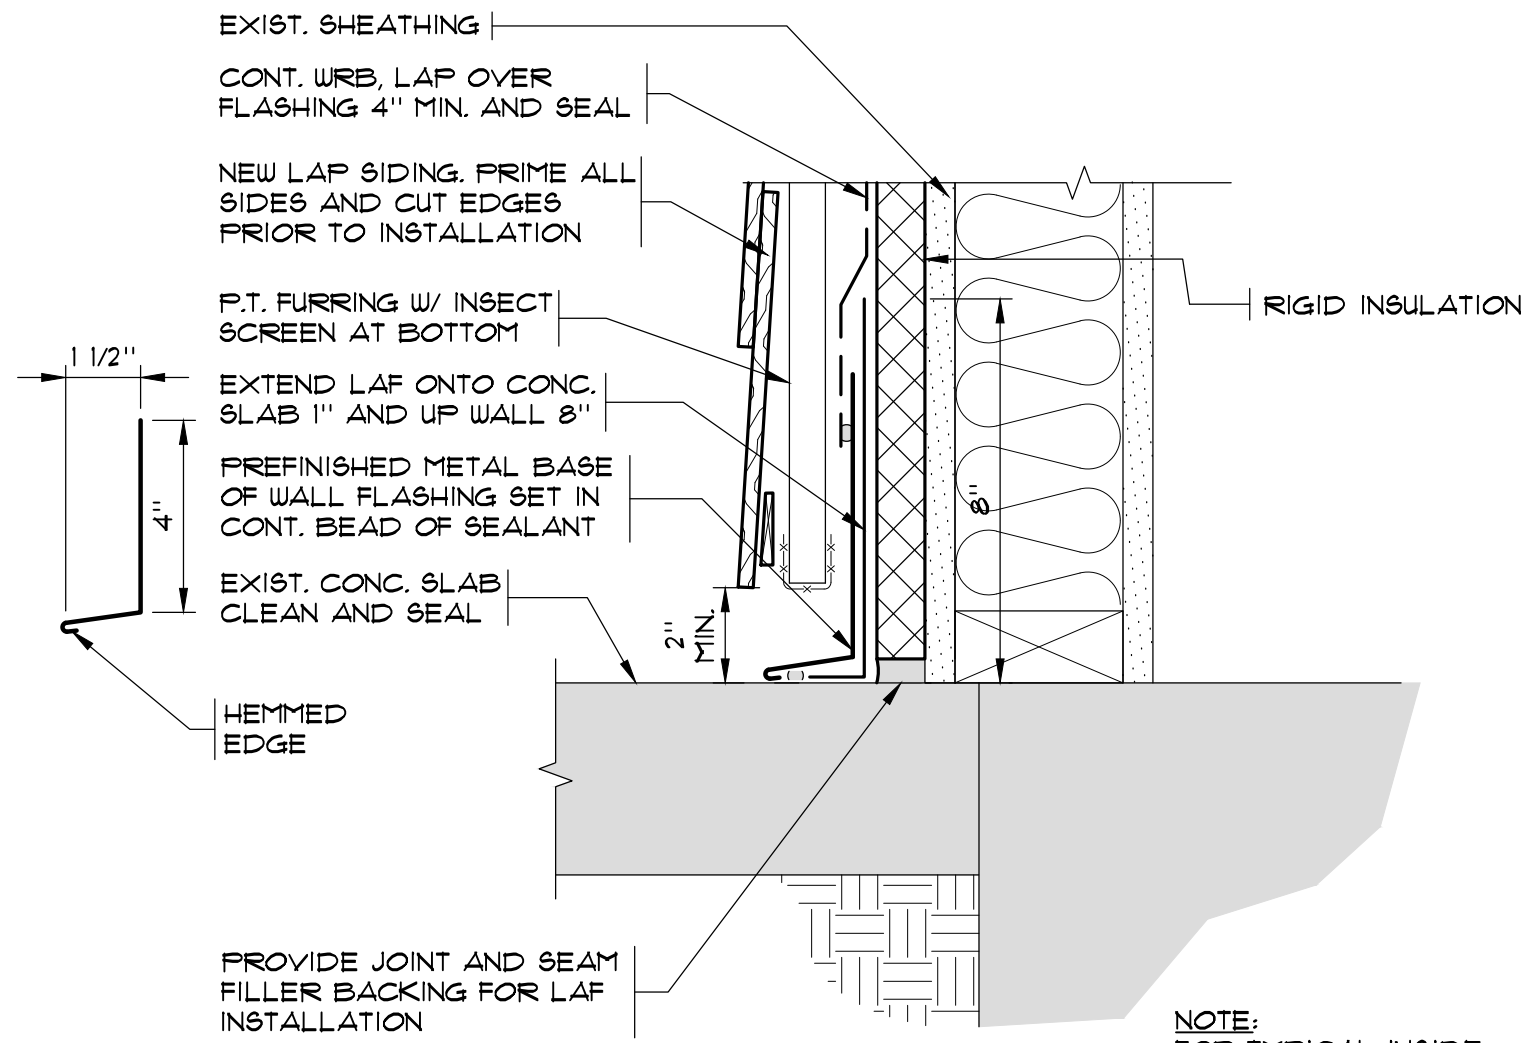 EXIST. SHEATHING
CONT. WRB, LAP OVER
FLASHING 4" MIN. AND SEAL
NEW LAP SIDING. PRIME ALL
SIDES AND CUT EDGES
PRIOR TO INSTALLATION
P.T. FURRING W/ INSECT
SCREEN AT BOTTOM
RIGID INSULATION
1 1/2"
EXTEND LAF ONTO CONC.
SLAB 1" AND UP WALL 8"
4"
PREFINISHED METAL BASE
OF WALL FLASHING SET IN
CONT. BEAD OF SEALANT
8"
EXIST. CONC. SLAB
CLEAN AND SEAL
2"
MIN.
HEMMED
EDGE
PROVIDE JOINT AND SEAM
FILLER BACKING FOR LAF
INSTALLATION
NOTE:
FOR TYPICAL INSIDE